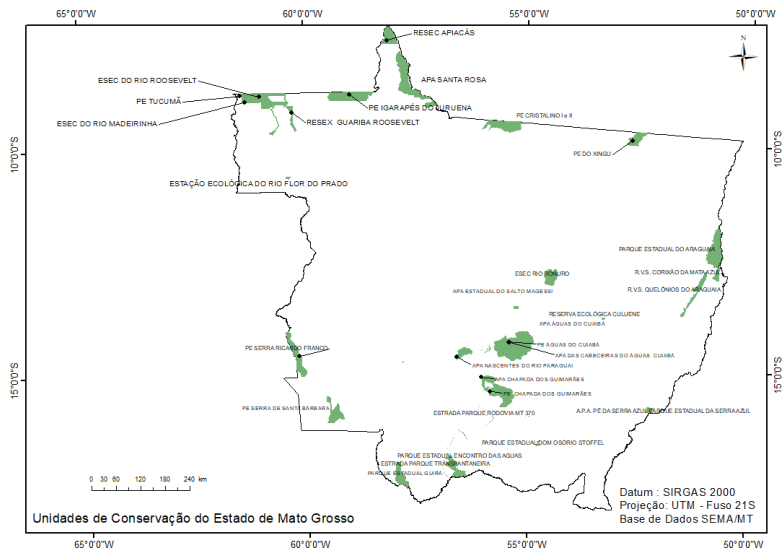 65°0'0"W 60°0'0"W 55°0'0"W 50°0'0"W
N
RESEC APIACÁS
ESEC DO RIO ROOSEVELT
APA SANTA ROSA
PE TUCUMÃ
PE IGARAPÉS DO JURUENA
ESEC DO RIO MADEIRINHA
RESEX GUARIBA ROOSEVELT
PE CRISTALINO I e II
PE DO XINGU
10°0'0"S 10°0'0"S
ESTAÇÃO ECOLÓGICA DO RIO FLOR DO PRADO
PARQUE ESTADUAL DO ARAGUAIA
ESEC RIO RONURO
R.V.S. CORIXÃO DA MATA AZUL
APA ESTADUAL DO SALTO MAGESSI
R.V.S. QUELÔNIOS DO ARAGUAIA
RESERVA ECOLÓGICA CULUENE
APA ÁGUAS DO CUIABÁ
PE SERRA RICARDO FRANCO
PE ÁGUAS DO CUIABÁ
APA DAS CABECEIRAS DO ÁGUAS CUIABÁ
APA NASCENTES DO RIO PARAGUAI
15°0'0"S 15°0'0"S
APA CHAPADA DOS GUIMARÃES
PE CHAPADA DOS GUIMARÃES
PE SERRA DE SANTA BÁRBARA
ESTRADA PARQUE RODOVIA MT 370
A.P.A. PÉ DA SERRA AZUL PARQUE ESTADUAL DA SERRA AZUL
PARQUE ESTADUAL DOM OSÓRIO STOFFEL
PARQUE ESTADUAL ENCONTRO DAS AGUAS
ESTRADA PARQUE TRANSPANTANEIRA
PARQUE ESTADUAL GUIRA
0 30 60 120 180 240 km
Datum : SIRGAS 2000
Projeção: UTM - Fuso 21S
Base de Dados SEMA/MT
Unidades de Conservação do Estado de Mato Grosso
65°0'0"W 60°0'0"W 55°0'0"W 50°0'0"W